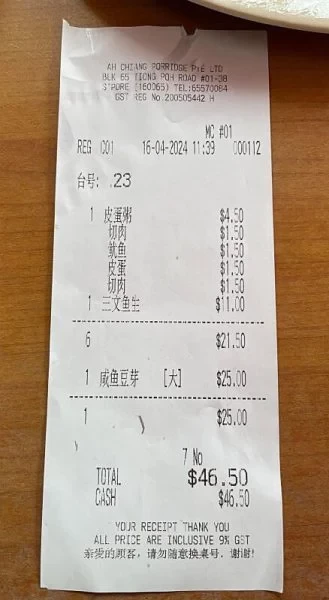 AH CHIANG PORRIDGE PTE LTD
BLK 65 TIONG POH ROAD #01-38
S'PORE (160065) TEL:65570084
GST REG No.200505442 H
MC #01
REG C01 16-04-2024 11:39 000112
台号: .23
1 皮蛋粥 $4.50
切肉 $1.50
鱿鱼 $1.50
皮蛋 $1.50
切肉 $1.50
1 三文鱼生 $11.00
6 $21.50
1 咸鱼豆芽 [大] $25.00
1 $25.00
7 No
TOTAL $46.50
CASH $46.50
YOUR RECEIPT THANK YOU
ALL PRICE ARE INCLUSIVE 9% GST
亲爱的顾客, 请勿随意换桌号. 谢谢!